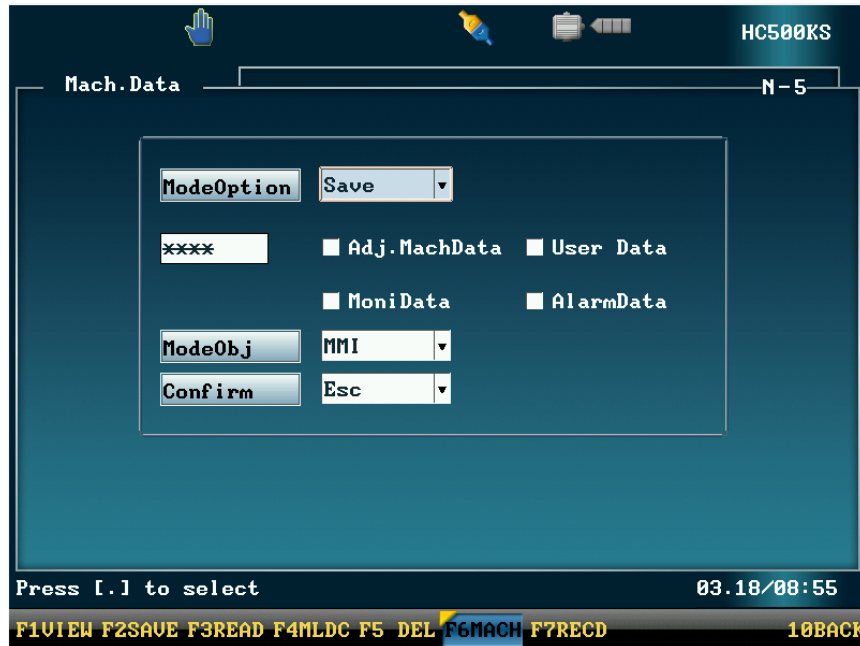 HC500KS
Mach.Data N-5
ModeOption Save
xxxx Adj.MachData User Data
MoniData AlarmData
ModeObj MMI
Confirm Esc
Press [.] to select 03.18/08:55
F1VIEW F2SAVE F3READ F4MLDC F5 DEL F6MACH F7RECD 10BACK